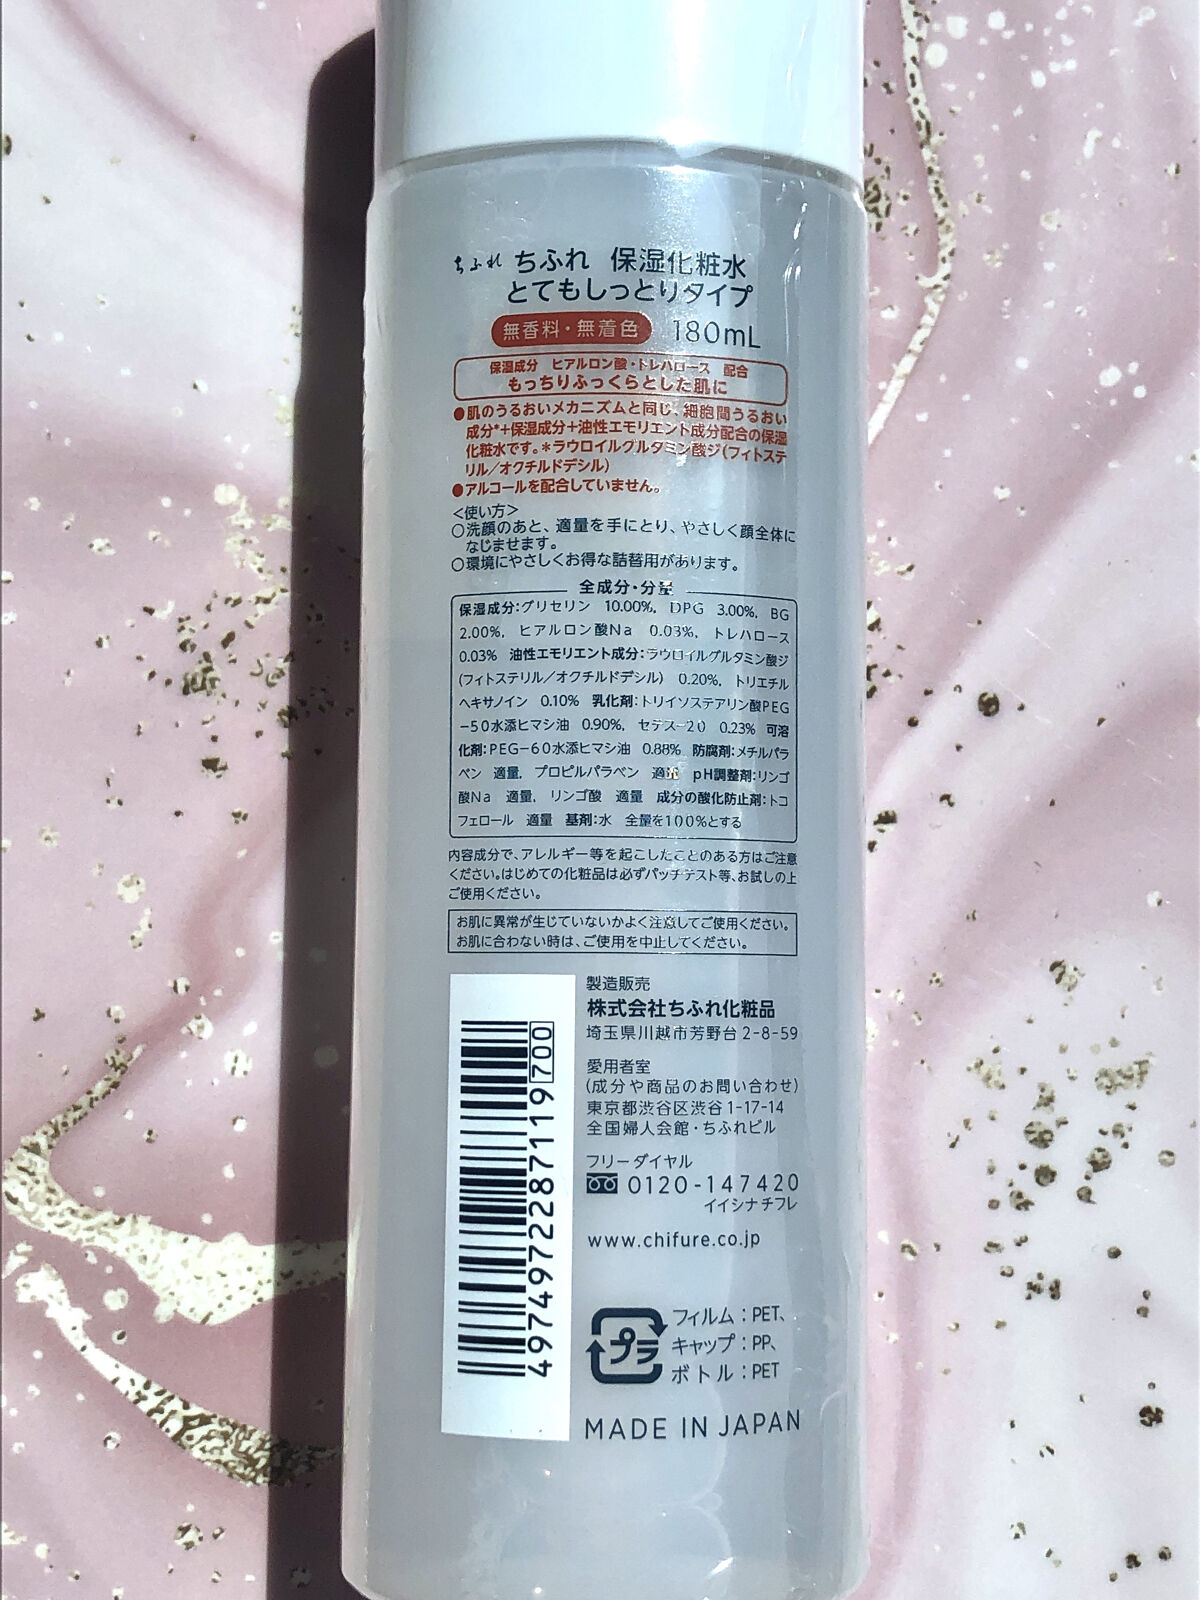 ちふれ ちふれ 保湿化粧水
とてもしっとりタイプ
無香料・無着色 180mL
保湿成分 ヒアルロン酸・トレハロース 配合
もっちりふっくらとした肌に
●肌のうるおいメカニズムと同じ、細胞間うるおい
成分*+保湿成分+油性エモリエント成分配合の保湿
化粧水です。*ラウロイルグルタミン酸ジ(フィトステ
リル/オクチルドデシル)
●アルコールを配合していません。
<使い方>
○洗顔のあと、適量を手にとり、やさしく顔全体に
なじませます。
○環境にやさしくお得な詰替用があります。
全成分・分量
保湿成分:グリセリン 10.00%, DPG 3.00%, BG
2.00%, ヒアルロン酸Na 0.03%, トレハロース
0.03% 油性エモリエント成分:ラウロイルグルタミン酸ジ
(フィトステリル/オクチルドデシル) 0.20%, トリエチル
ヘキサノイン 0.10% 乳化剤:トリイソステアリン酸PEG
-50水添ヒマシ油 0.90%, セテス-20 0.23% 可溶
化剤:PEG-60水添ヒマシ油 0.88% 防腐剤:メチルパラ
ベン 適量, プロピルパラベン 適量 pH調整剤:リンゴ
酸Na 適量, リンゴ酸 適量 成分の酸化防止剤:トコ
フェロール 適量 基剤:水 全量を100%とする
内容成分で、アレルギー等を起こしたことのある方はご注意
ください。はじめての化粧品は必ずパッチテスト等、お試しの上
ご使用ください。
お肌に異常が生じていないかよく注意してご使用ください。
お肌に合わない時は、ご使用を中止してください。
製造販売
株式会社ちふれ化粧品
埼玉県川越市芳野台2-8-59
愛用者室
(成分や商品のお問い合わせ)
東京都渋谷区渋谷1-17-14
全国婦人会館・ちふれビル
フリーダイヤル
0120-147420
イイシナ チフレ
www.chifure.co.jp
4974972287119700
プラ
フィルム:PET、
キャップ:PP、
ボトル:PET
MADE IN JAPAN